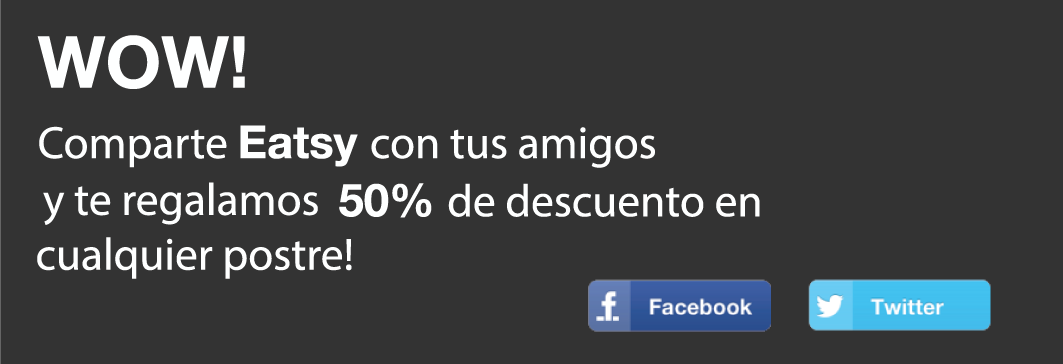 WOW!
Comparte Eatsy con tus amigos
y te regalamos 50% de descuento en
cualquier postre!
Facebook
Twitter